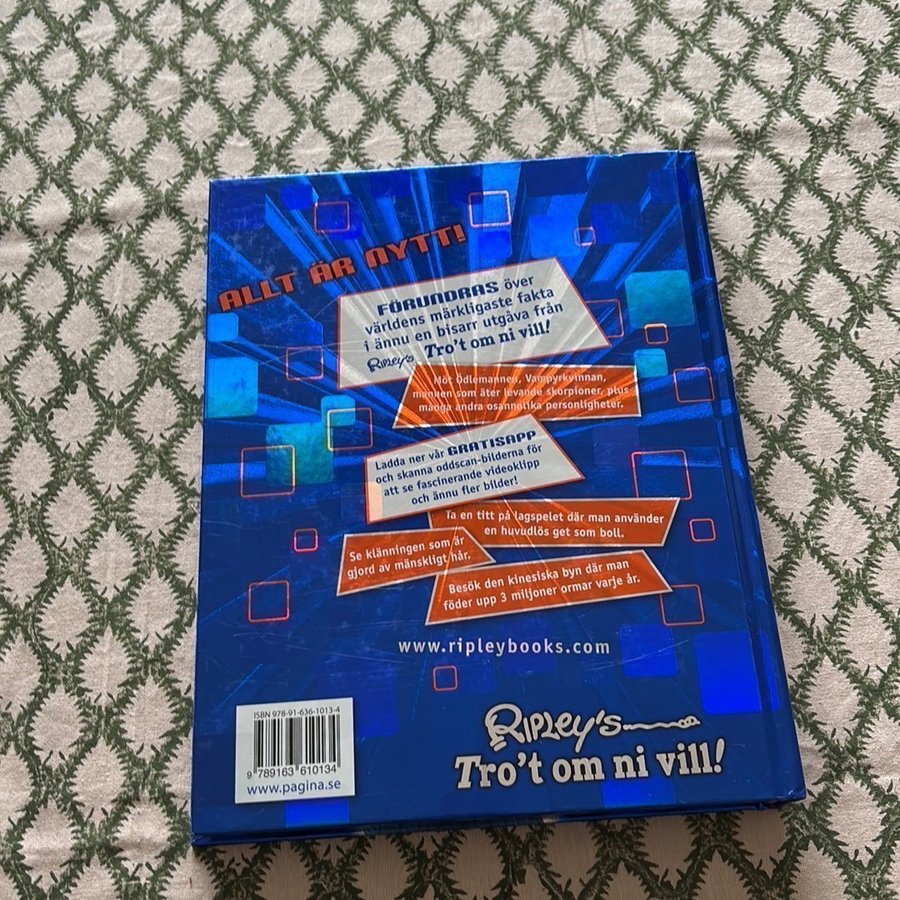 ALLT ÄR NYTT!
FÖRUNDRAS över
världens märkligaste fakta
i ännu en bisarr utgåva från
Ripley's Tro't om ni vill!
Möt Ödlemannen, Vampyrkvinnan,
mannen som äter levande skorpioner, plus
många andra osannolika personligheter.
Ladda ner vår GRATISAPP
och skanna oddscan-bilderna för
att se fascinerande videoklipp
och ännu fler bilder!
Ta en titt på lagspelet där man använder
en huvudlös get som boll.
Se klänningen som är
gjord av mänskligt hår.
Besök den kinesiska byn där man
föder upp 3 miljoner ormar varje år.
www.ripleybooks.com
ISBN 978-91-636-1013-4
9 789163 610134
www.pagina.se
Ripley's
Tro't om ni vill!